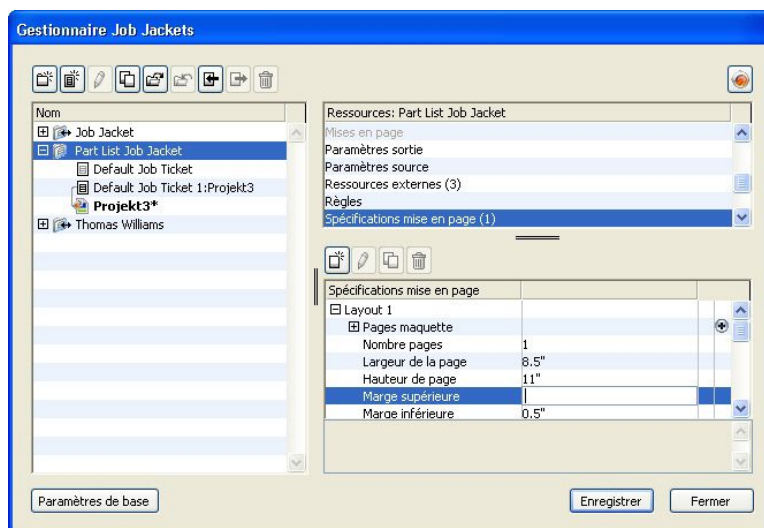 Gestionnaire Job Jackets
Nom
Job Jacket
Part List Job Jacket
Default Job Ticket
Default Job Ticket 1:Projekt3
Projekt3*
Thomas Williams
Ressources: Part List Job Jacket
Mises en page
Paramètres sortie
Paramètres source
Ressources externes (3)
Règles
Spécifications mise en page (1)
Spécifications mise en page
Layout 1
Pages maquette
Nombre pages 1
Largeur de la page 8.5"
Hauteur de page 11"
Marge supérieure
Marge inférieure 0.5"
Paramètres de base
Enregistrer
Fermer